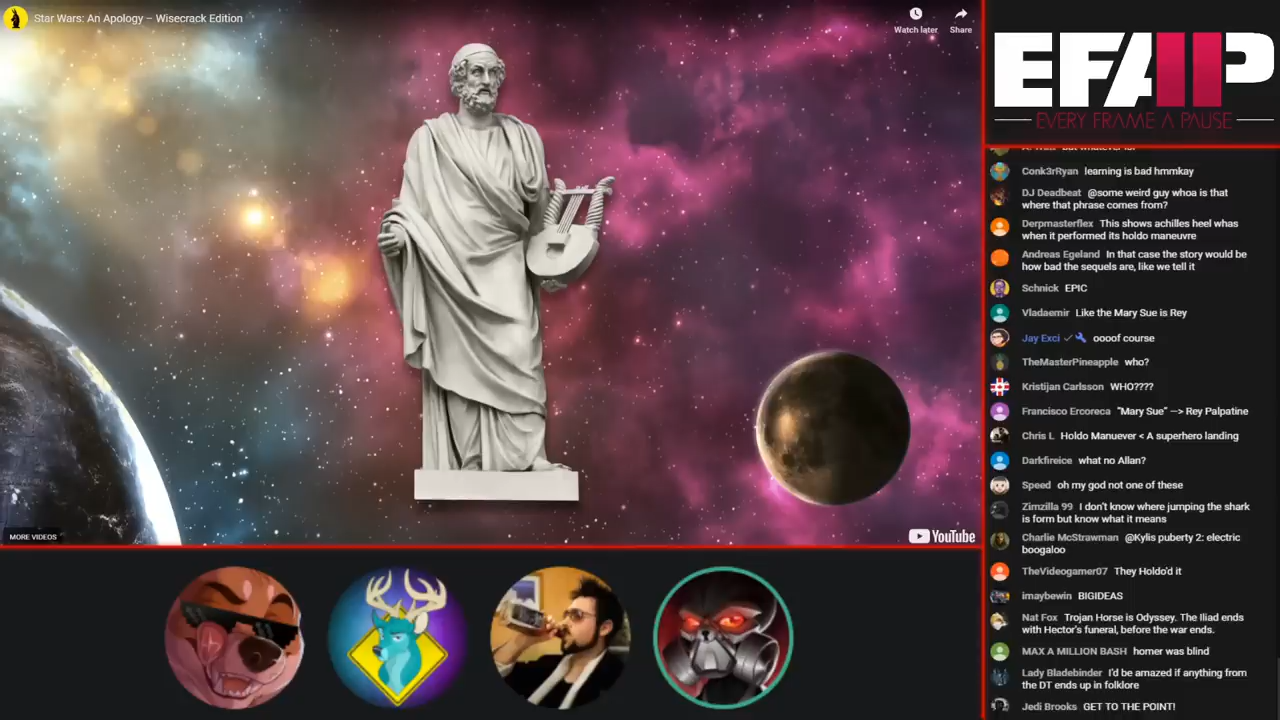 Star Wars: An Apology – Wisecrack Edition
Watch later
Share
MORE VIDEOS
YouTube
EFAP
EVERY FRAME A PAUSE
but whatever lol
Conk3rRyan learning is bad hmmkay
DJ Deadbeat @some weird guy whoa is that
where that phrase comes from?
Derpmasterflex This shows achilles heel whas
when it performed its holdo maneuvre
Andreas Egeland In that case the story would be
how bad the sequels are, like we tell it
Schnick EPIC
Vladaemir Like the Mary Sue is Rey
Jay Exci oooof course
TheMasterPineapple who?
Kristijan Carlsson WHO????
Francisco Ercoreca "Mary Sue" —> Rey Palpatine
Chris L Holdo Manuever < A superhero landing
Darkfireice what no Allan?
Speed oh my god not one of these
Zimzilla 99 I don't know where jumping the shark
is form but know what it means
Charlie McStrawman @Kylis puberty 2: electric
boogaloo
TheVideogamer07 They Holdo'd it
imaybewin BIGIDEAS
Nat Fox Trojan Horse is Odyssey. The Iliad ends
with Hector's funeral, before the war ends.
MAX A MILLION BASH homer was blind
Lady Bladebinder I'd be amazed if anything from
the DT ends up in folklore
Jedi Brooks GET TO THE POINT!